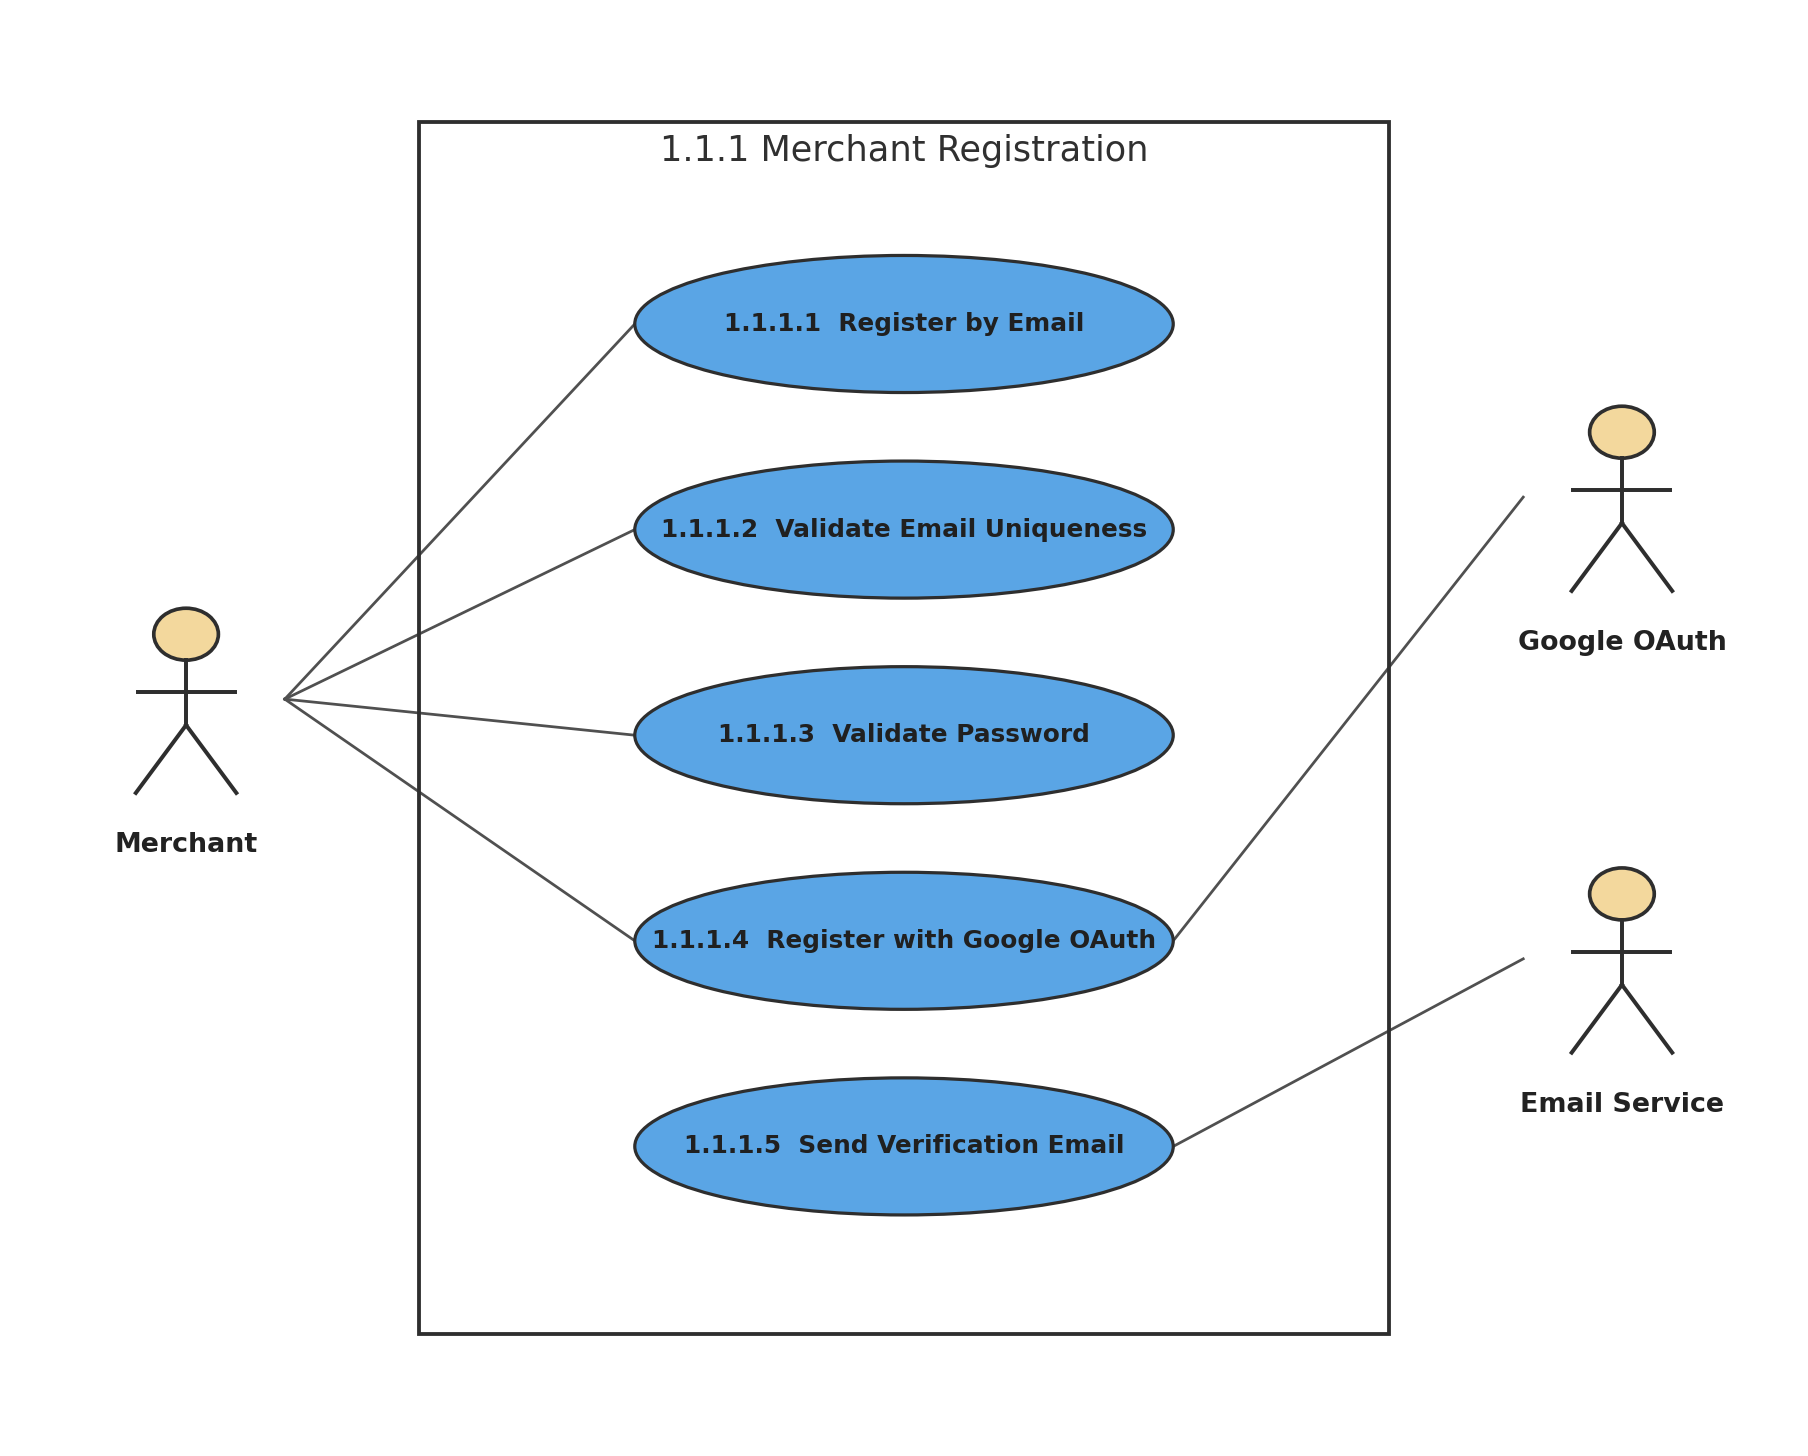 1.1.1 Merchant Registration
1.1.1.1  Register by Email
1.1.1.2  Validate Email Uniqueness
1.1.1.3  Validate Password
1.1.1.4  Register with Google OAuth
1.1.1.5  Send Verification Email
Merchant
Google OAuth
Email Service